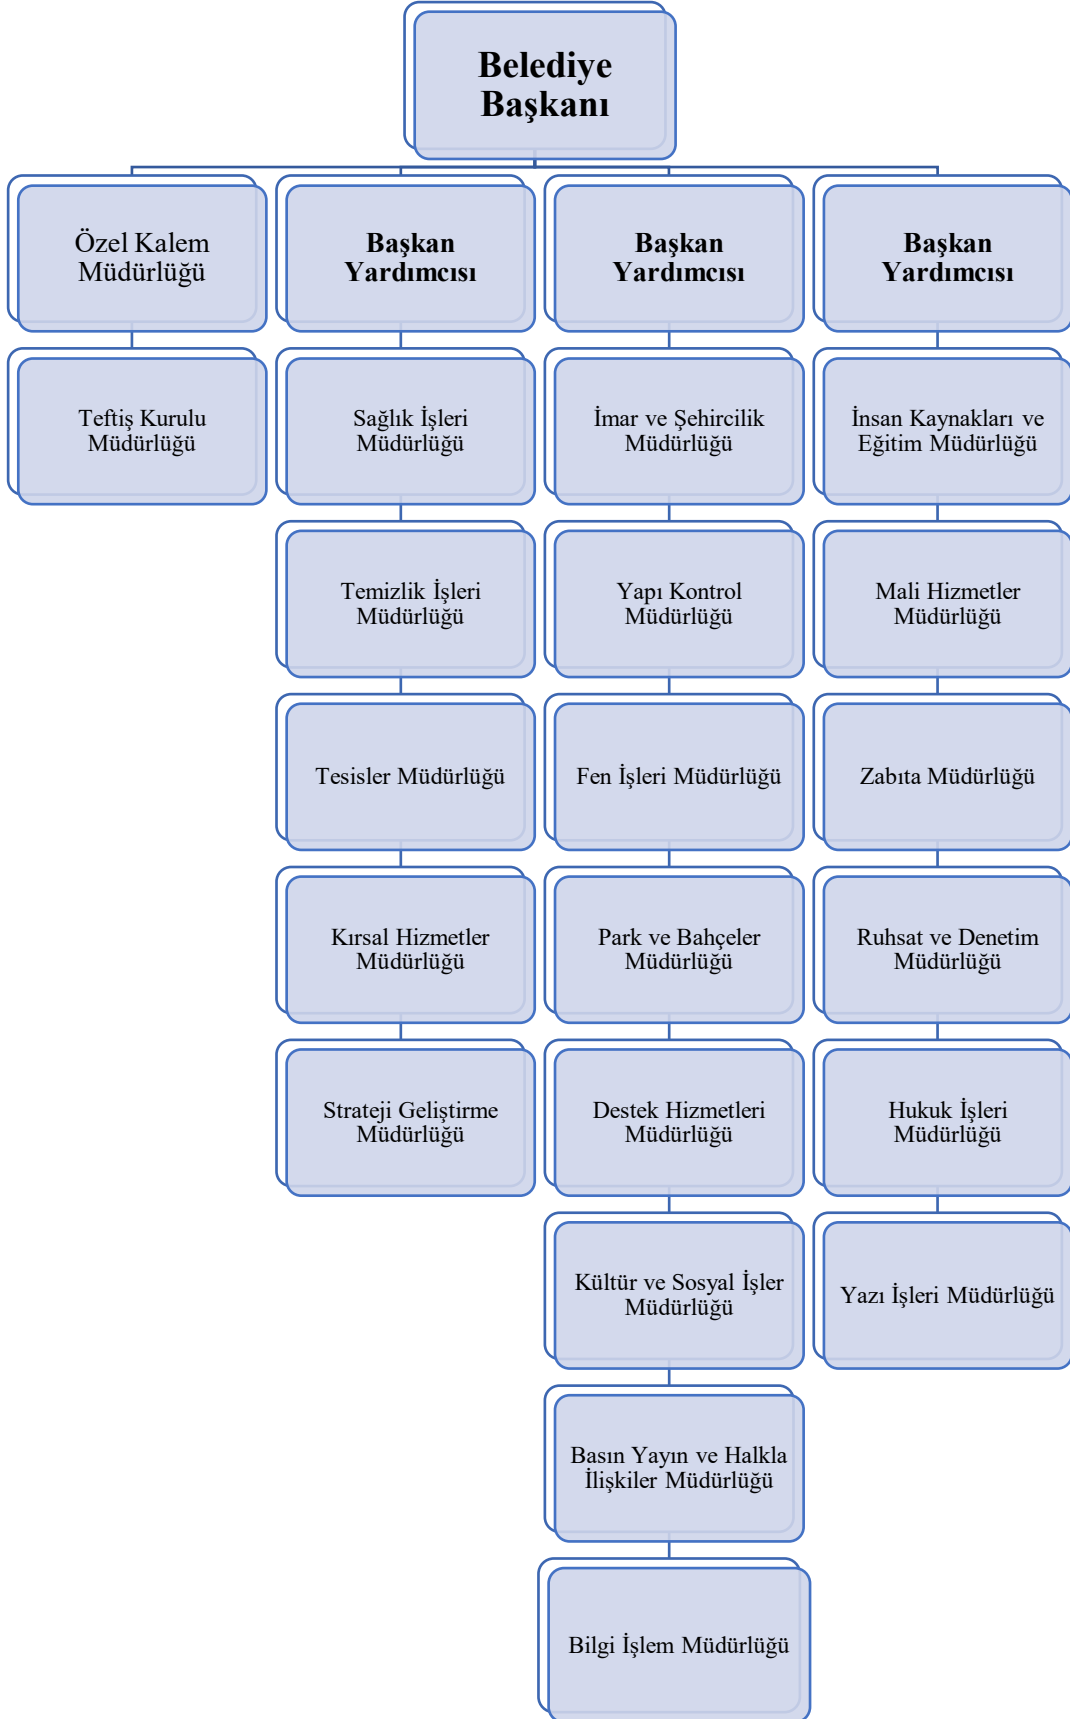 Belediye
Başkanı
Özel Kalem
Müdürlüğü
Başkan
Yardımcısı
Başkan
Yardımcısı
Başkan
Yardımcısı
Teftiş Kurulu
Müdürlüğü
Sağlık İşleri
Müdürlüğü
İmar ve Şehircilik
Müdürlüğü
İnsan Kaynakları ve
Eğitim Müdürlüğü
Temizlik İşleri
Müdürlüğü
Yapı Kontrol
Müdürlüğü
Mali Hizmetler
Müdürlüğü
Tesisler Müdürlüğü
Fen İşleri Müdürlüğü
Zabıta Müdürlüğü
Kırsal Hizmetler
Müdürlüğü
Park ve Bahçeler
Müdürlüğü
Ruhsat ve Denetim
Müdürlüğü
Strateji Geliştirme
Müdürlüğü
Destek Hizmetleri
Müdürlüğü
Hukuk İşleri
Müdürlüğü
Kültür ve Sosyal İşler
Müdürlüğü
Yazı İşleri Müdürlüğü
Basın Yayın ve Halkla
İlişkiler Müdürlüğü
Bilgi İşlem Müdürlüğü